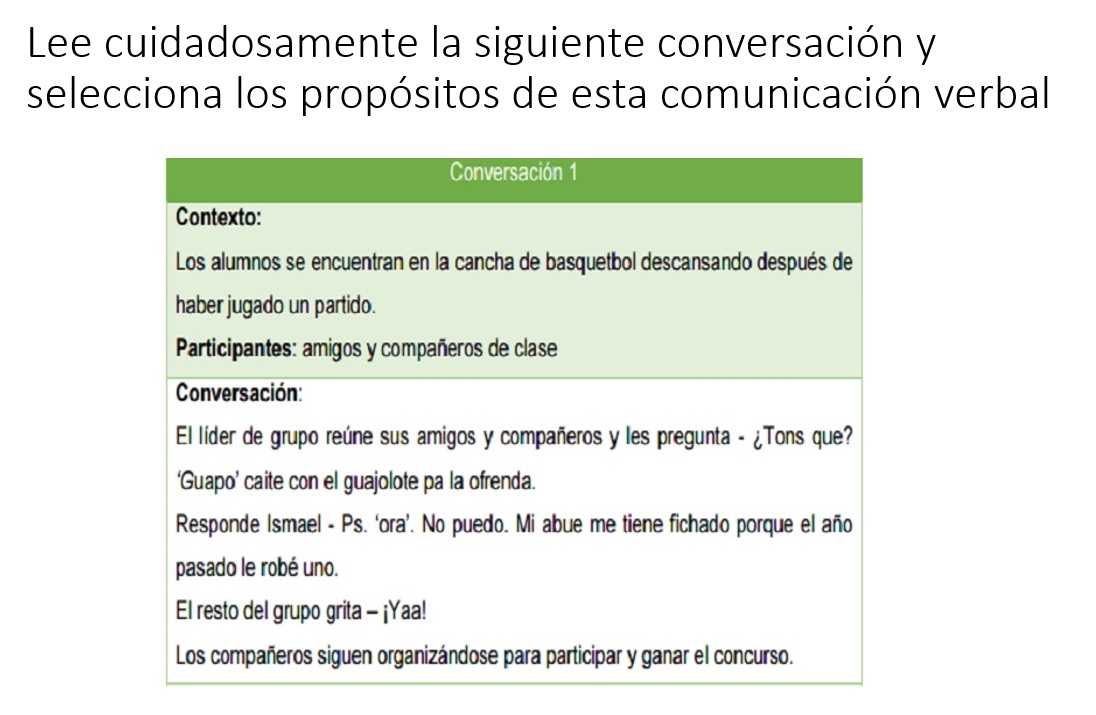 Lee cuidadosamente la siguiente conversación y
selecciona los propósitos de esta comunicación verbal
Conversación 1
Contexto:
Los alumnos se encuentran en la cancha de basquetbol descansando después de
haber jugado un partido.
Participantes: amigos y compañeros de clase
Conversación:
El líder de grupo reúne sus amigos y compañeros y les pregunta - ¿Tons que?
‘Guapo’ caite con el guajolote pa la ofrenda.
Responde Ismael - Ps. ‘ora’. No puedo. Mi abue me tiene fichado porque el año
pasado le robé uno.
El resto del grupo grita – ¡Yaa!
Los compañeros siguen organizándose para participar y ganar el concurso.